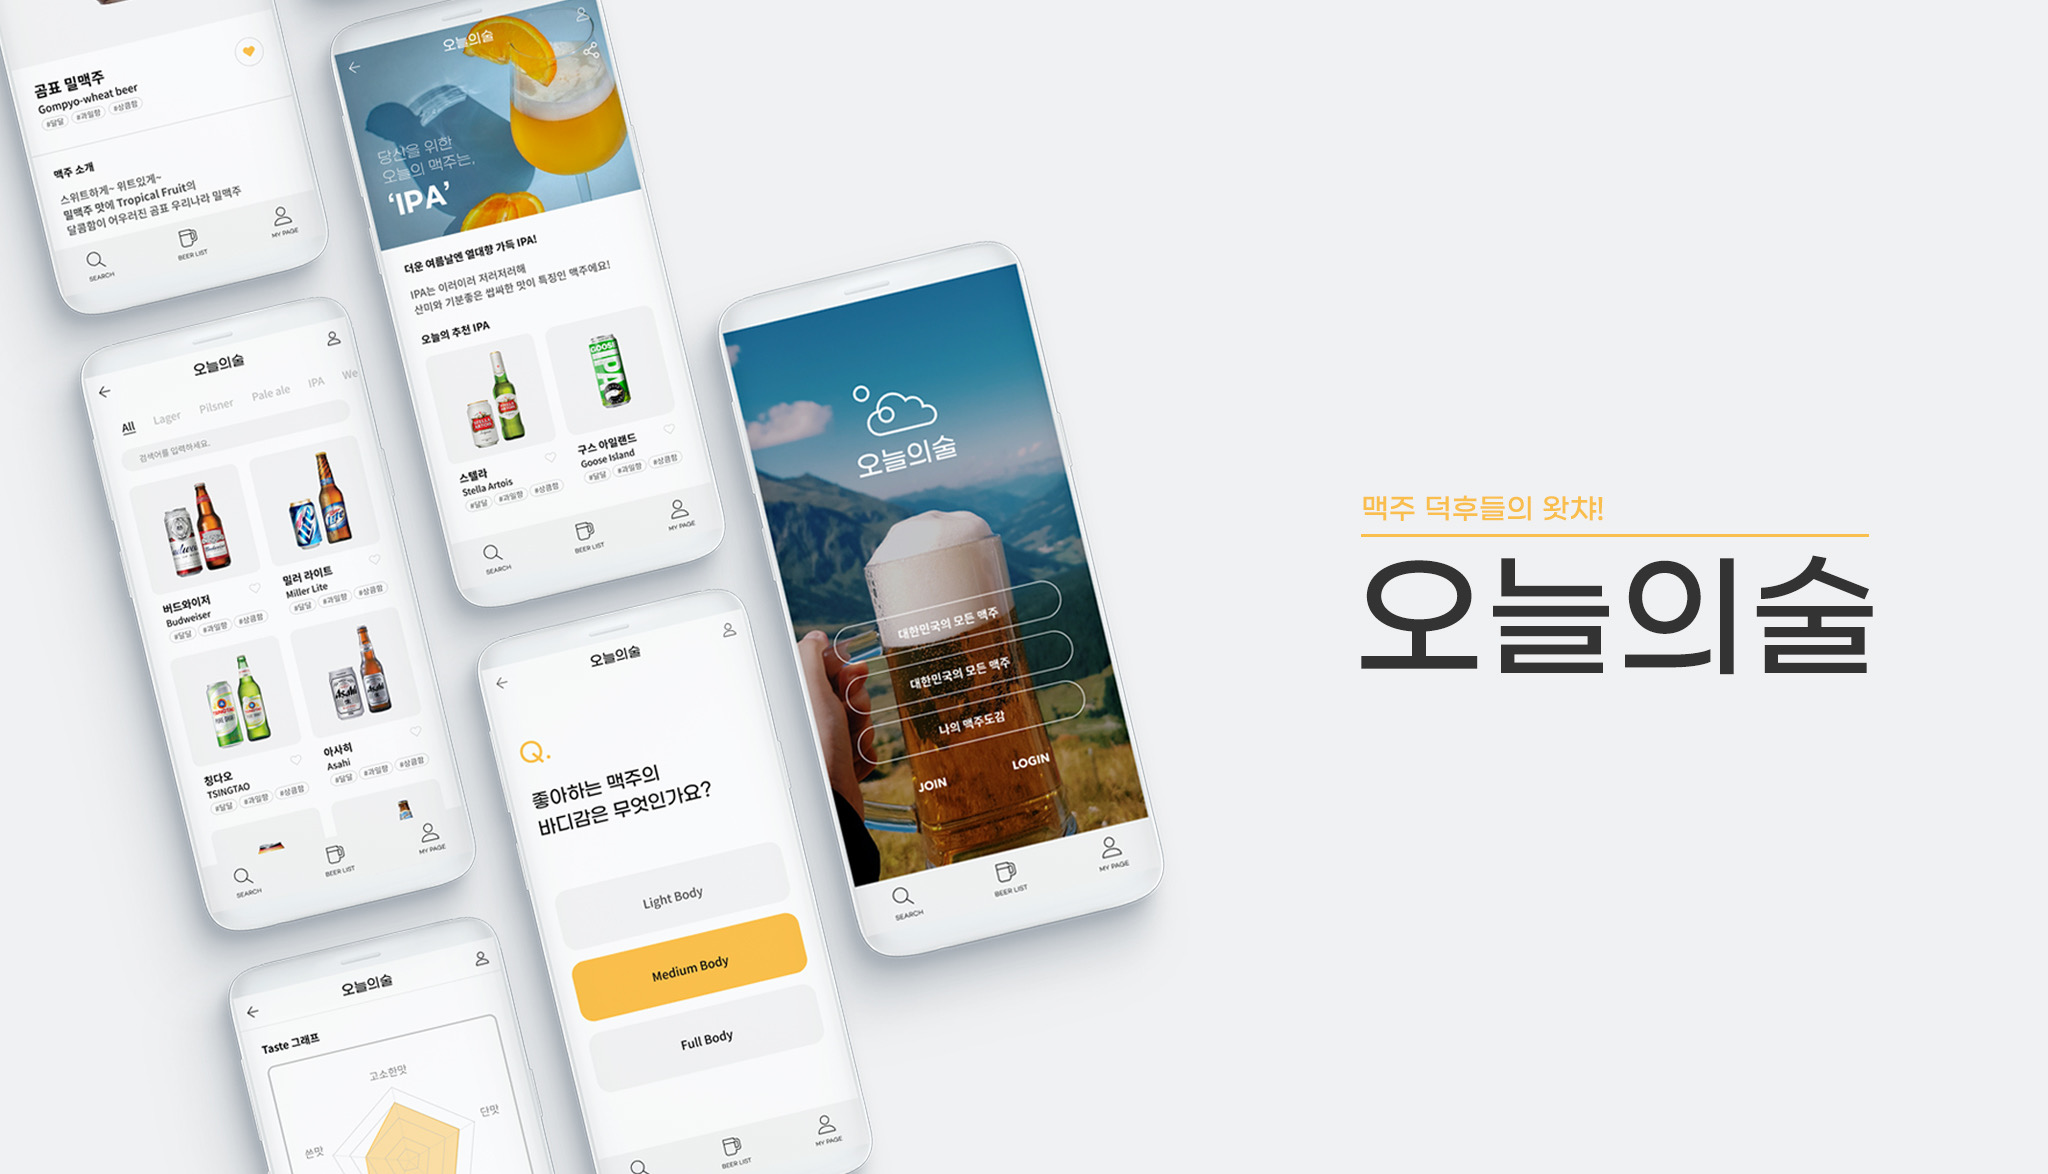 곰표 밀맥주
Gompyo-wheat beer
#달달 #과일향 #상큼함
맥주 소개
스위트하게~ 위트있게~
밀맥주 맛에 Tropical Fruit의
달콤함이 어우러진 곰표 우리나라 밀맥주
SEARCH
BEER LIST
MY PAGE
오늘의술
당신을 위한
오늘의 맥주는,
‘IPA’
더운 여름날엔 열대향 가득 IPA!
IPA는 이러이러 저러저러해
산미와 기분좋은 쌉싸한 맛이 특징인 맥주에요!
오늘의 추천 IPA
STELLA ARTOIS
GOOSE
IPA
스텔라
Stella Artois
#달달 #과일향 #상큼함
구스 아일랜드
Goose Island
#달달 #과일향 #상큼함
SEARCH
BEER LIST
MY PAGE
오늘의술
All Lager Pilsner Pale ale IPA We
검색어를 입력하세요.
Budweiser
Lite
버드와이저
Budweiser
#달달 #과일향 #상큼함
밀러 라이트
Miller Lite
#달달 #과일향 #상큼함
TSINGTAO
Asahi
칭다오
TSINGTAO
#달달 #과일향 #상큼함
아사히
Asahi
#달달 #과일향 #상큼함
SEARCH
BEER LIST
MY PAGE
오늘의술
Q.
좋아하는 맥주의
바디감은 무엇인가요?
Light Body
Medium Body
Full Body
BEER LIST
MY PAGE
오늘의술
Taste 그래프
고소한맛
단맛
쓴맛
오늘의술
대한민국의 모든 맥주
대한민국의 모든 맥주
나의 맥주도감
JOIN
LOGIN
SEARCH
BEER LIST
MY PAGE
맥주 덕후들의 왓챠!
오늘의술